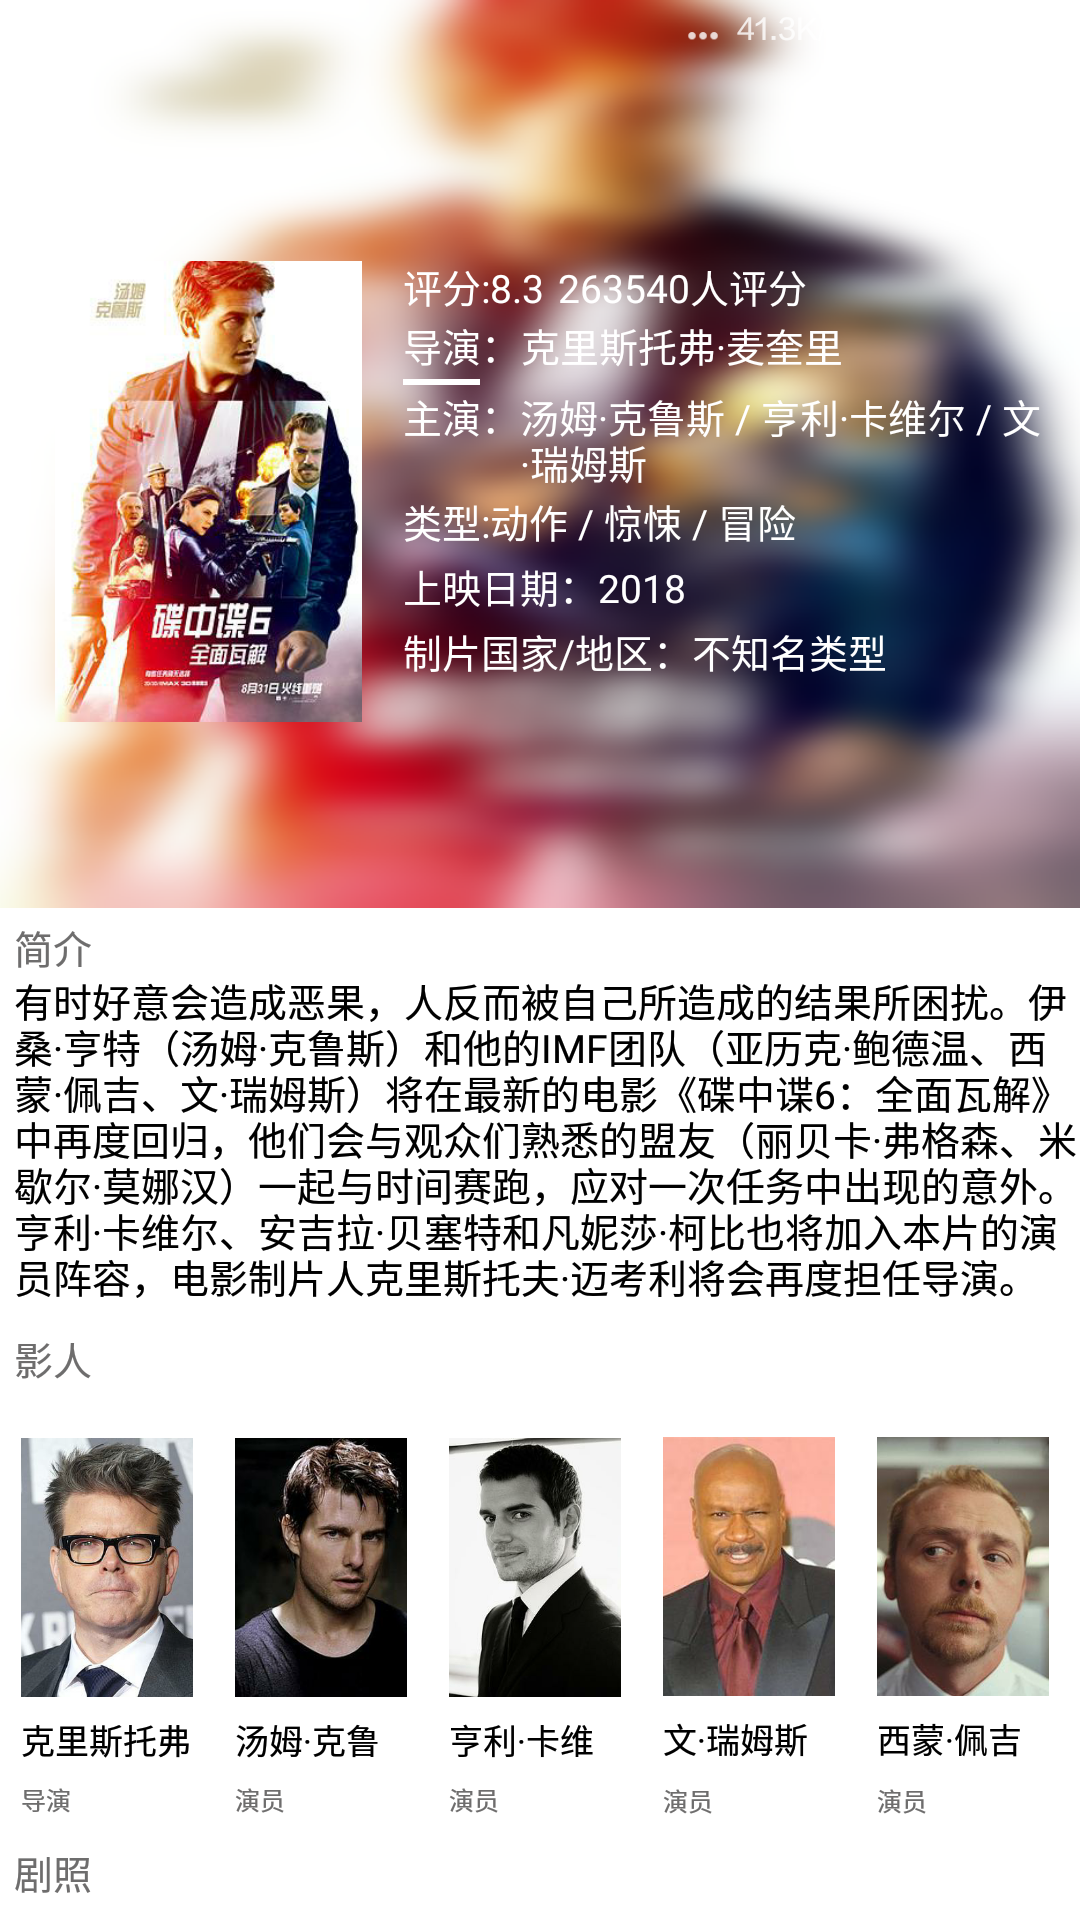 ... 41.3K
汤姆
克鲁斯
评分:8.3 263540人评分
导演：克里斯托弗·麦奎里
主演：汤姆·克鲁斯 / 亨利·卡维尔 / 文
·瑞姆斯
类型:动作 / 惊悚 / 冒险
上映日期：2018
制片国家/地区：不知名类型
碟中谍6
全面瓦解
8月31日 火线重爆
简介
有时好意会造成恶果，人反而被自己所造成的结果所困扰。伊
桑·亨特（汤姆·克鲁斯）和他的IMF团队（亚历克·鲍德温、西
蒙·佩吉、文·瑞姆斯）将在最新的电影《碟中谍6：全面瓦解》
中再度回归，他们会与观众们熟悉的盟友（丽贝卡·弗格森、米
歇尔·莫娜汉）一起与时间赛跑，应对一次任务中出现的意外。
亨利·卡维尔、安吉拉·贝塞特和凡妮莎·柯比也将加入本片的演
员阵容，电影制片人克里斯托夫·迈考利将会再度担任导演。
影人
克里斯托弗 汤姆·克鲁 亨利·卡维 文·瑞姆斯 西蒙·佩吉
导演 演员 演员 演员 演员
剧照